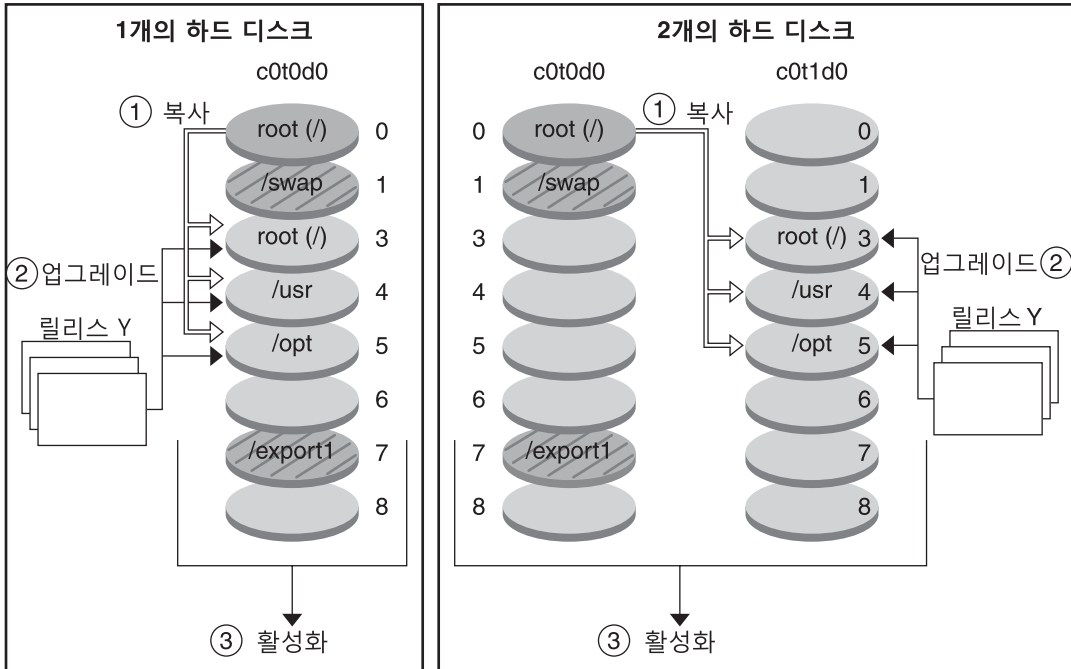 1개의 하드 디스크
c0t0d0
① 복사
root (/) 0
/swap 1
root (/) 3
② 업그레이드
/usr 4
릴리스 Y
/opt 5
6
/export1 7
8
③ 활성화
2개의 하드 디스크
c0t0d0 c0t1d0
① 복사
0 root (/) 0
1 /swap 1
3 root (/) 3
업그레이드 ②
4 /usr 4
릴리스 Y
5 /opt 5
6 6
7 /export1 7
8 8
③ 활성화